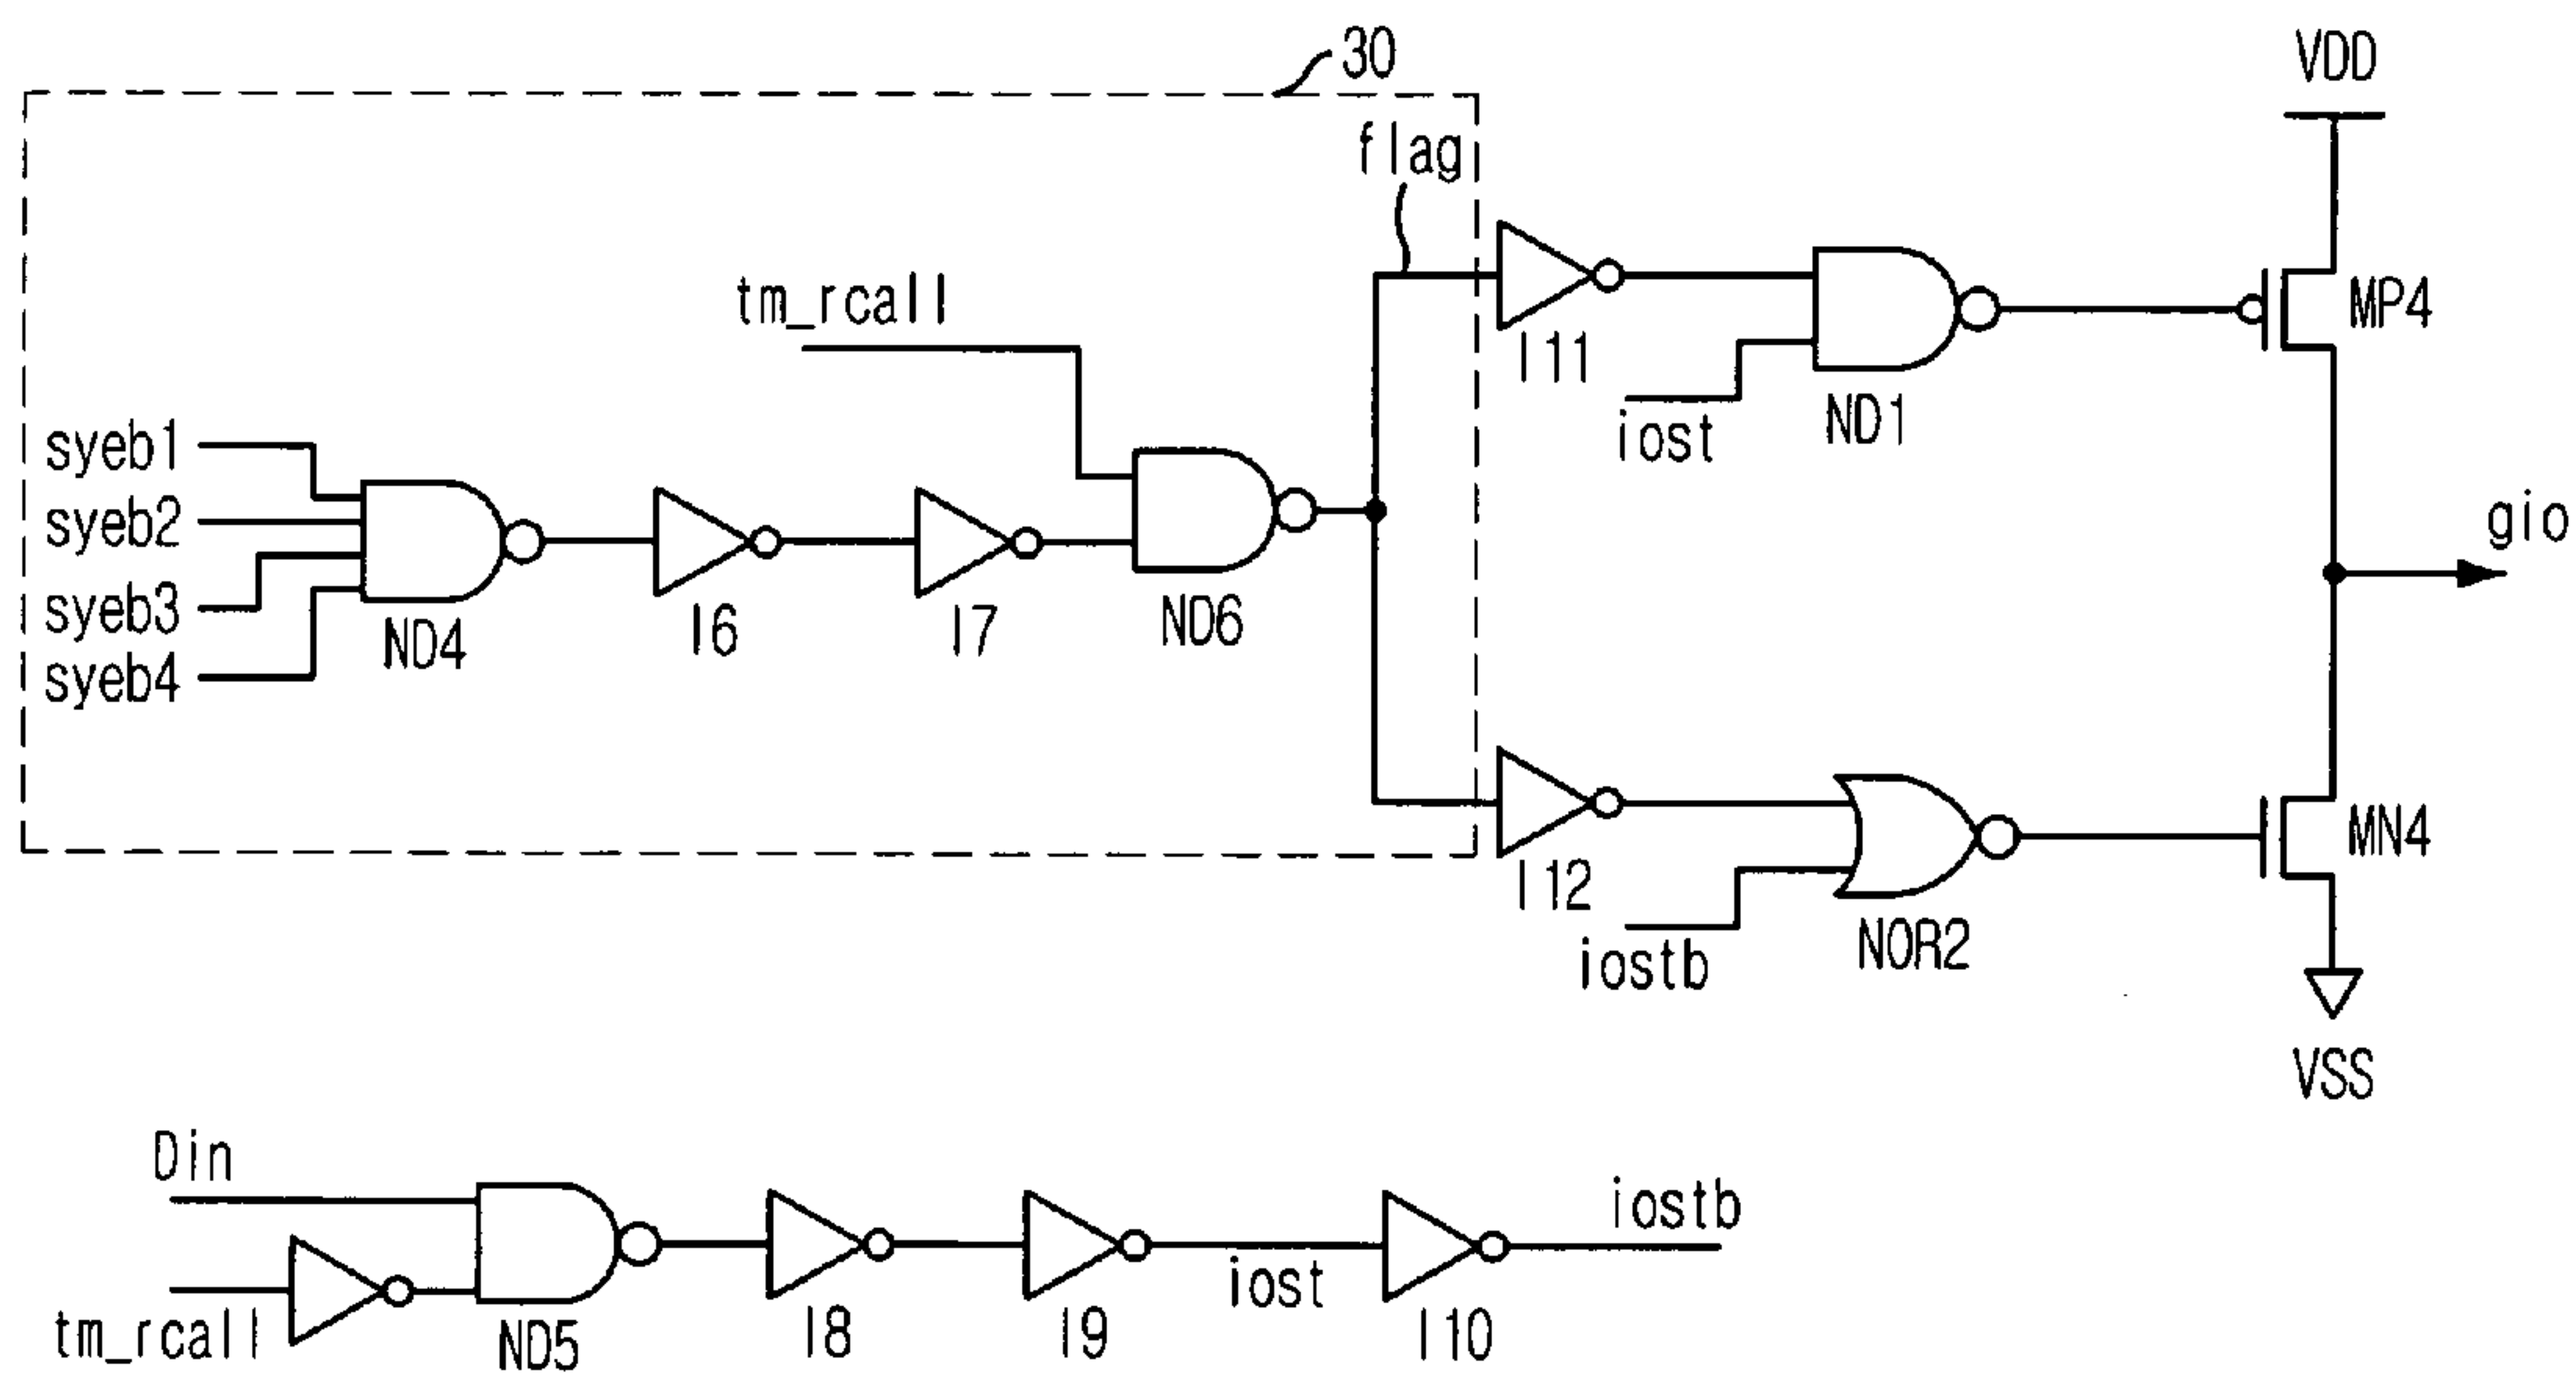 30
VDD
flag
tm_rcall
MP4
I11
iost
ND1
syeb1
syeb2
syeb3
syeb4
ND4
I6
I7
ND6
gio
MN4
I12
iostb
NOR2
VSS
Din
tm_rcall
ND5
I8
I9
iost
I10
iostb